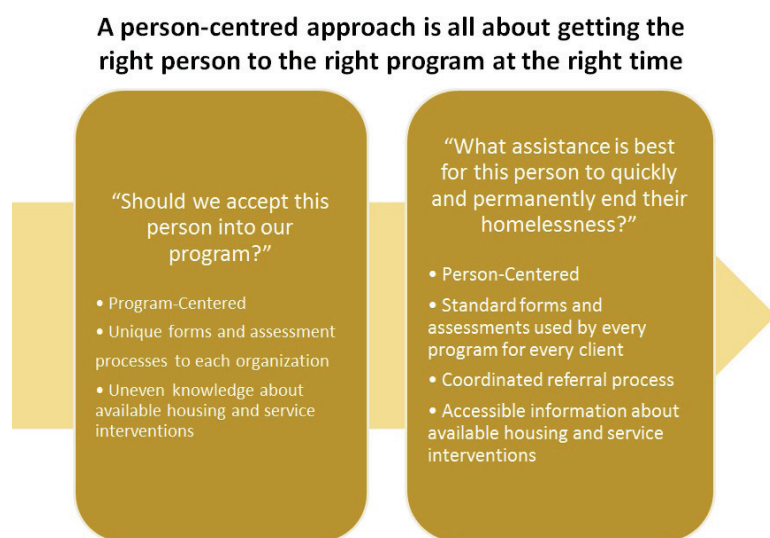 A person-centred approach is all about getting the
right person to the right program at the right time
“Should we accept this
person into our
program?”
• Program-Centered
• Unique forms and assessment
processes to each organization
• Uneven knowledge about
available housing and service
interventions
“What assistance is best
for this person to quickly
and permanently end their
homelessness?”
• Person-Centered
• Standard forms and
assessments used by every
program for every client
• Coordinated referral process
• Accessible information about
available housing and service
interventions